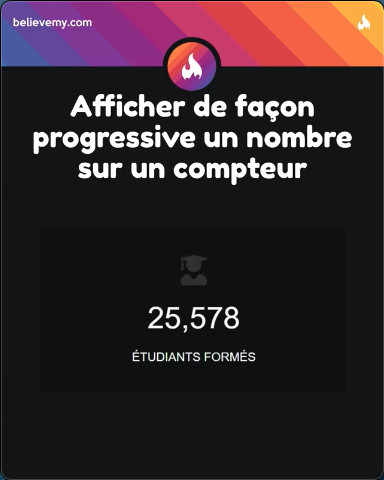 believemy.com
Afficher de façon
progressive un nombre
sur un compteur
25,578
ÉTUDIANTS FORMÉS